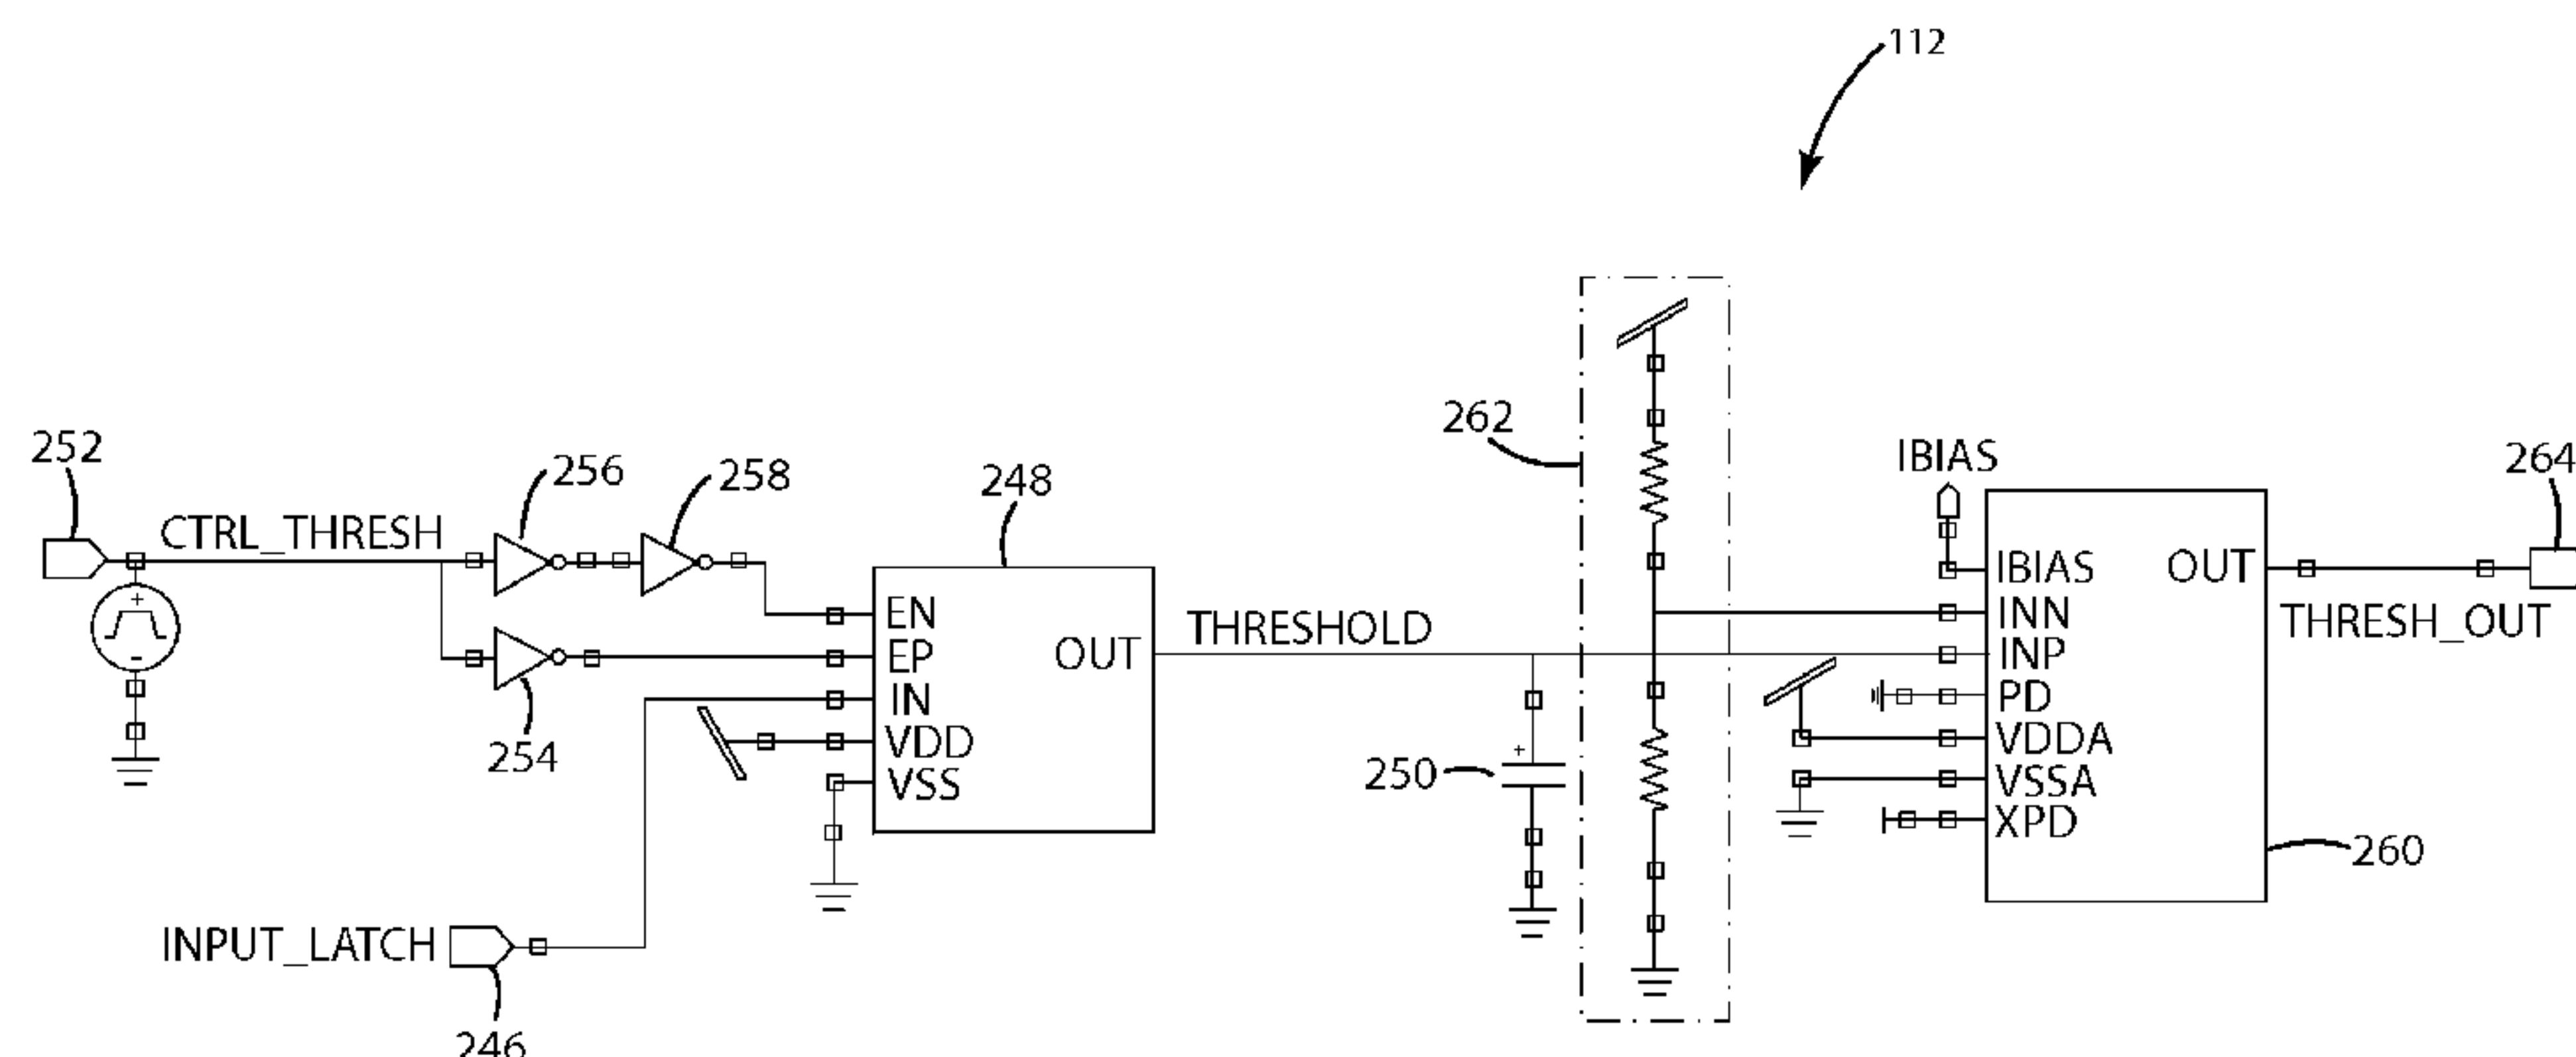 112
252
CTRL_THRESH
256
258
254
248
EN
EP
IN
VDD
VSS
OUT
INPUT_LATCH
246
THRESHOLD
262
250
IBIAS
IBIAS
INN
INP
PD
VDDA
VSSA
XPD
OUT
260
264
THRESH_OUT
+
-
+